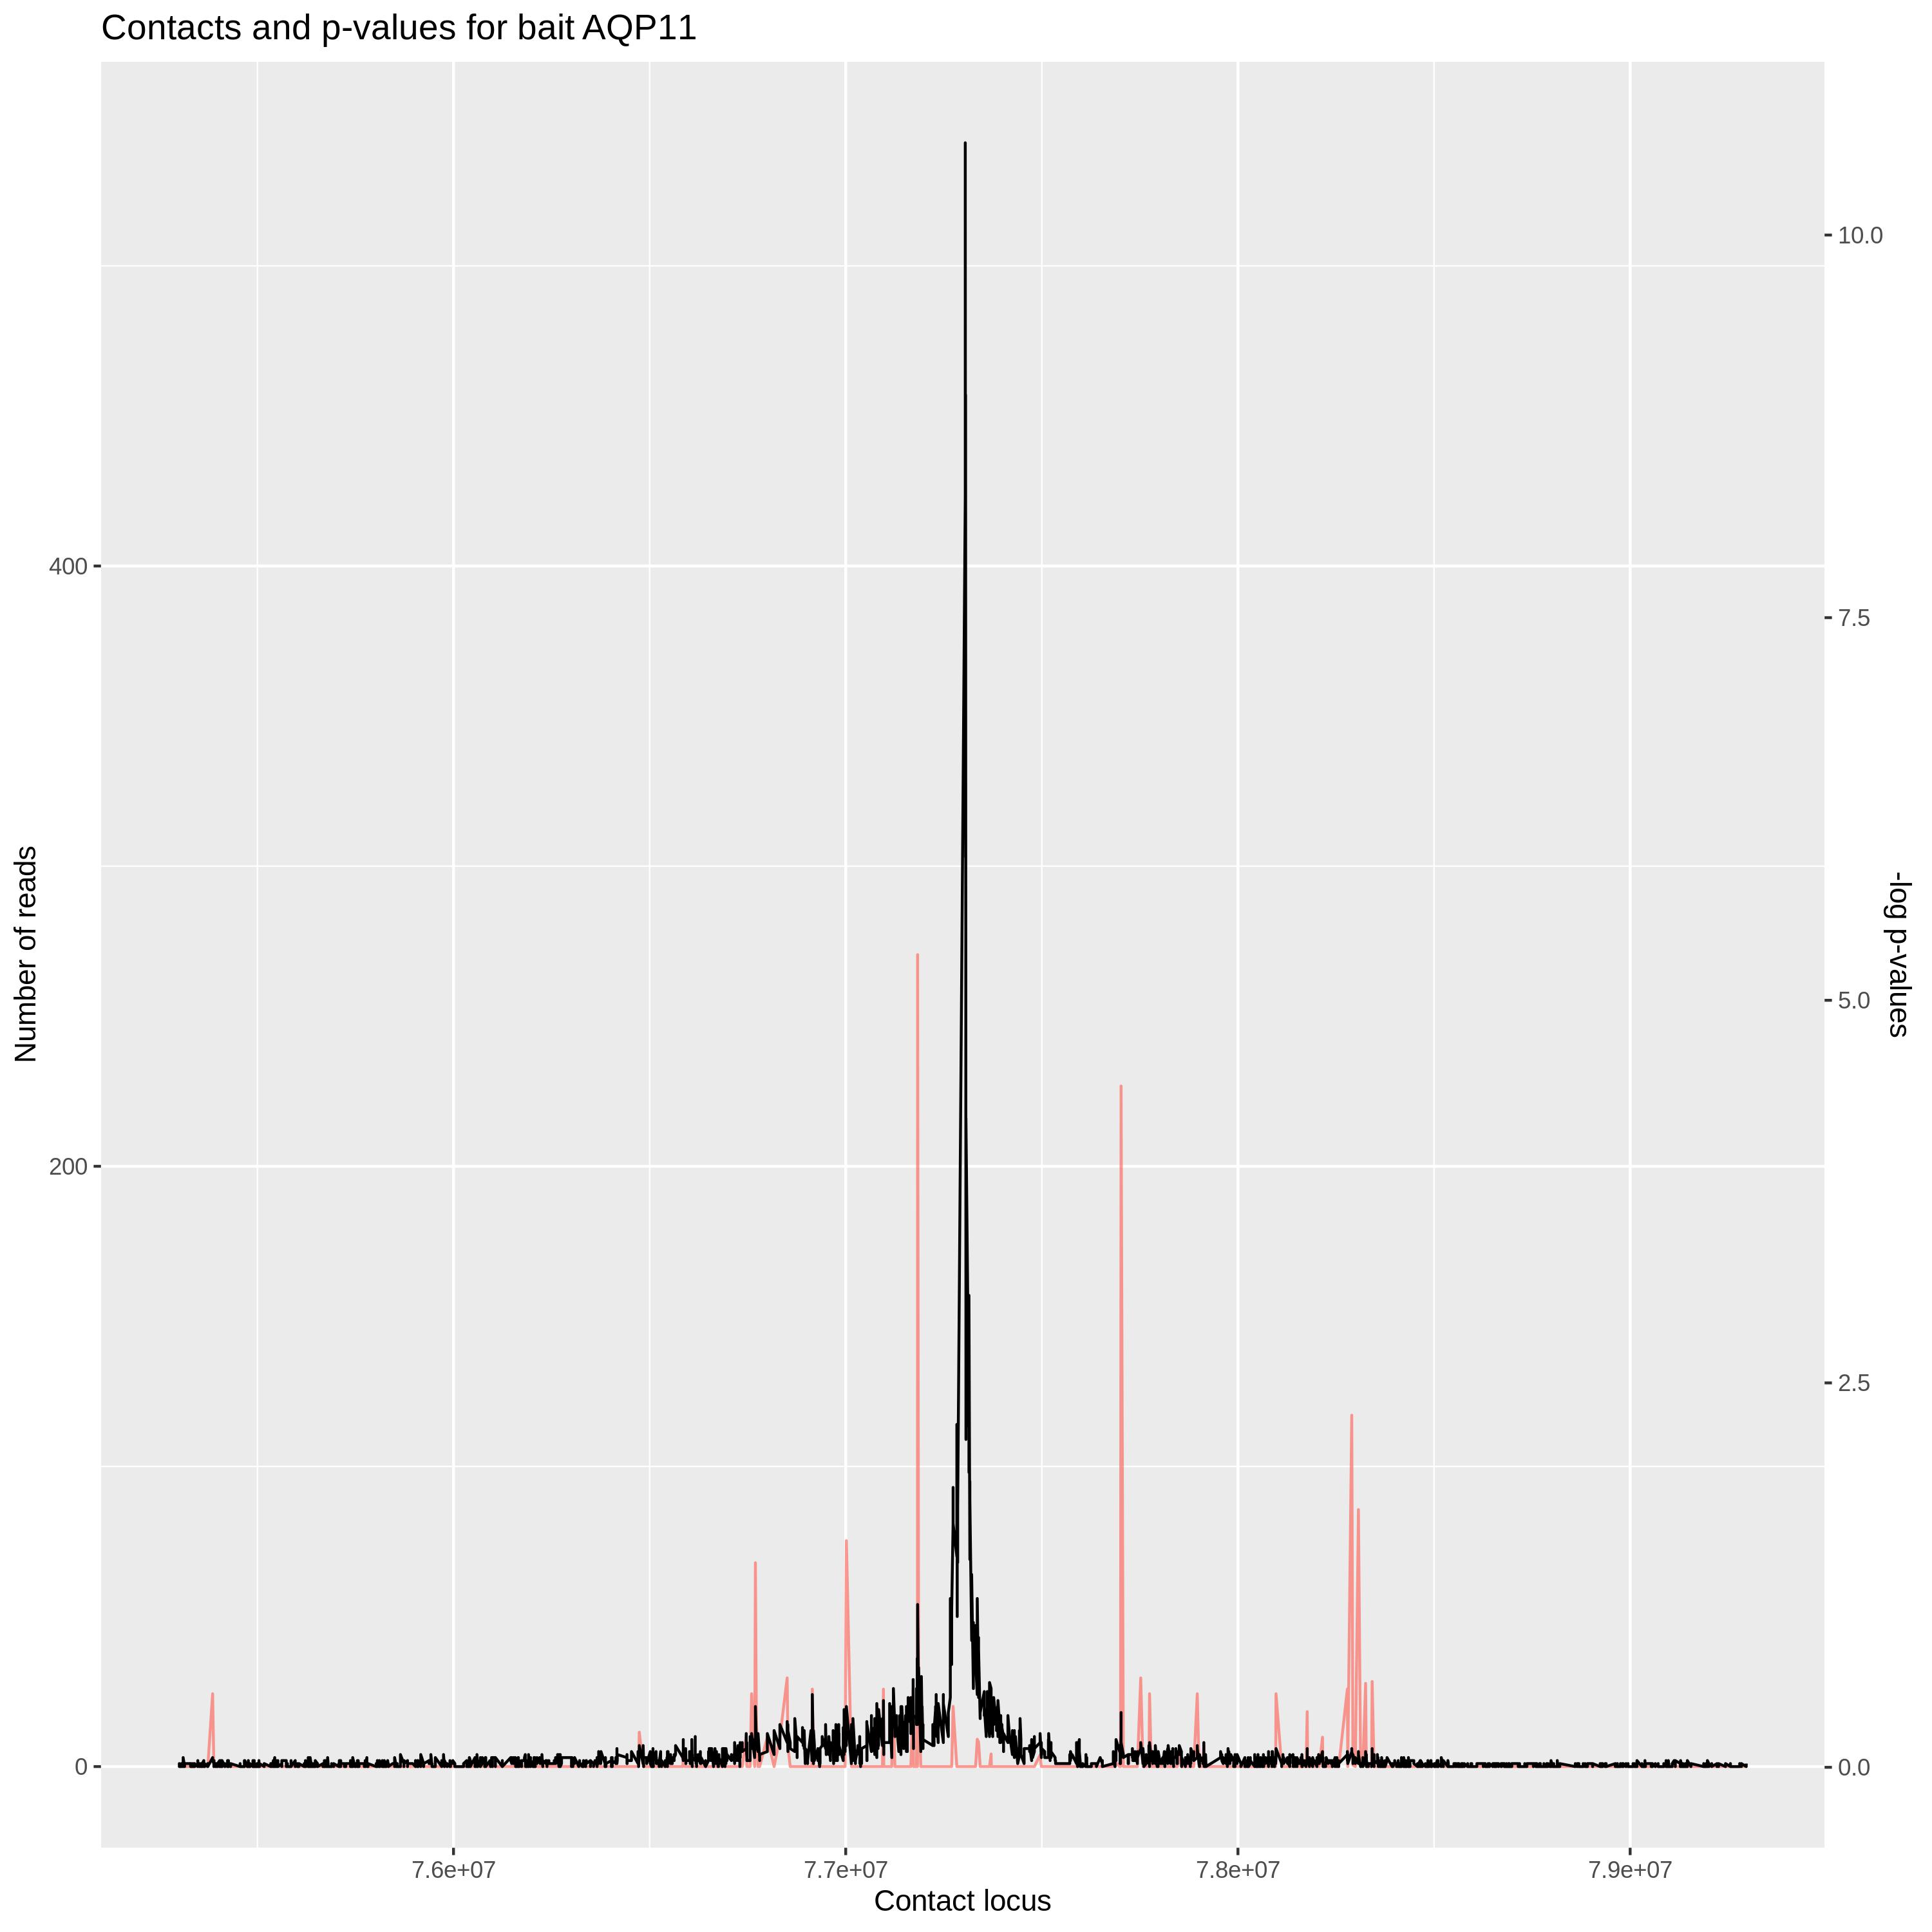 Contacts and p-values for bait AQP11
10.0
400
7.5
Number of reads
-log p-values
5.0
200
2.5
0
0.0
7.6e+07
7.7e+07
7.8e+07
7.9e+07
Contact locus